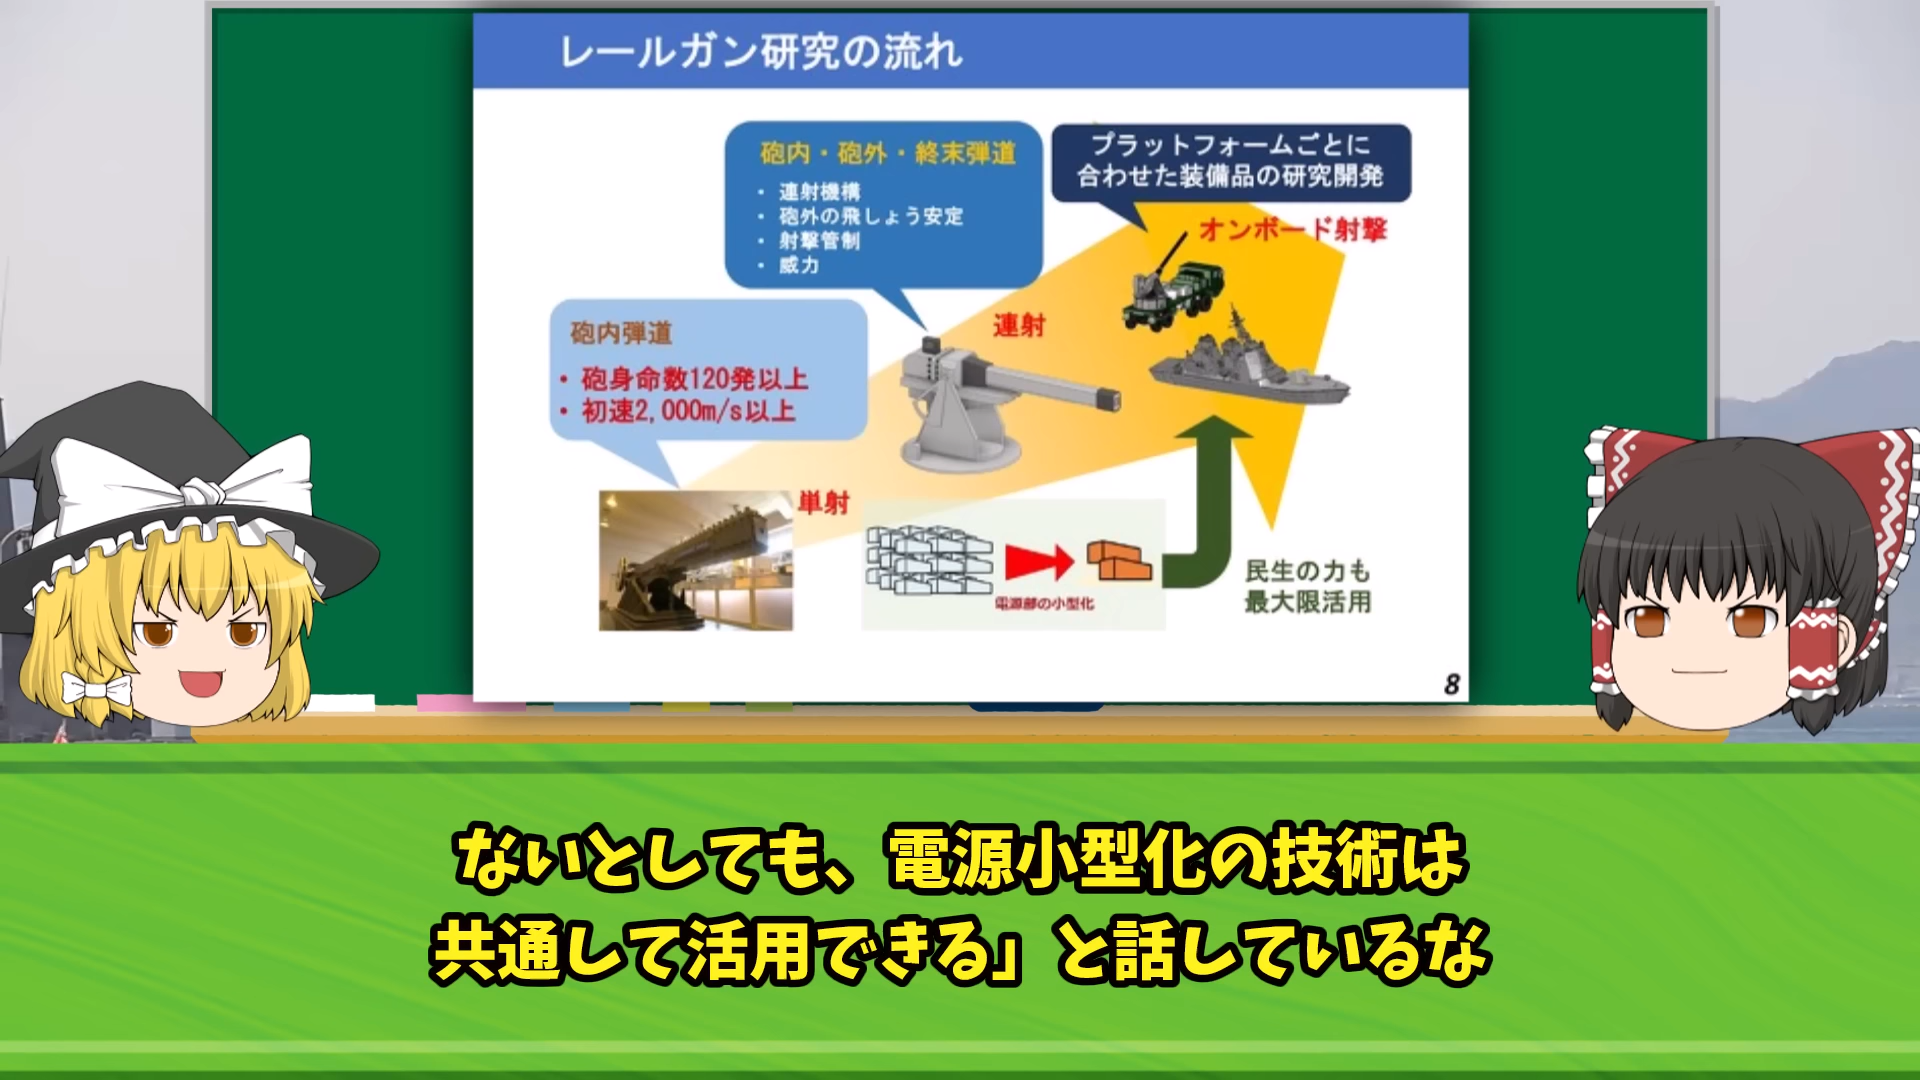 レールガン研究の流れ
砲内・砲外・終末弾道
・ 連射機構
・ 砲外の飛しょう安定
・ 射撃管制
・ 威力
プラットフォームごとに
合わせた装備品の研究開発
オンボード射撃
砲内弾道
・ 砲身命数120発以上
・ 初速2,000m/s以上
連射
単射
電源部の小型化
民生の力も
最大限活用
8
ないとしても、電源小型化の技術は
共通して活用できる」と話しているな